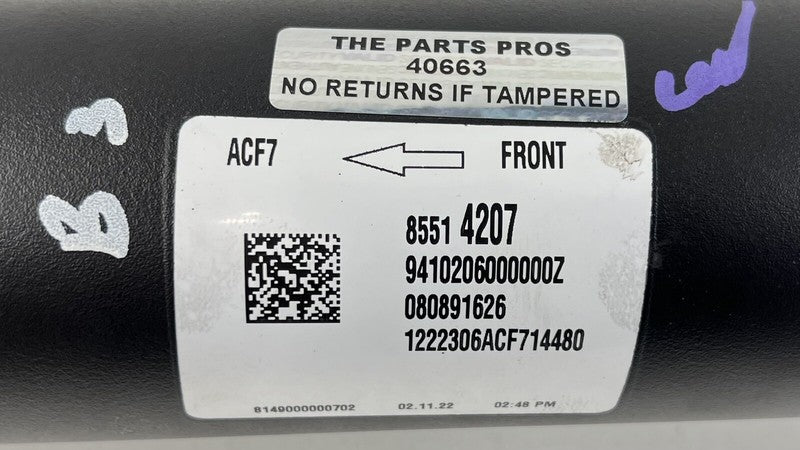 THE PARTS PROS
40663
NO RETURNS IF TAMPERED
B3
ACF7 FRONT
8551 4207
9410206000000Z
080891626
1222306ACF714480
8149000000702 02.11.22 02:48 PM